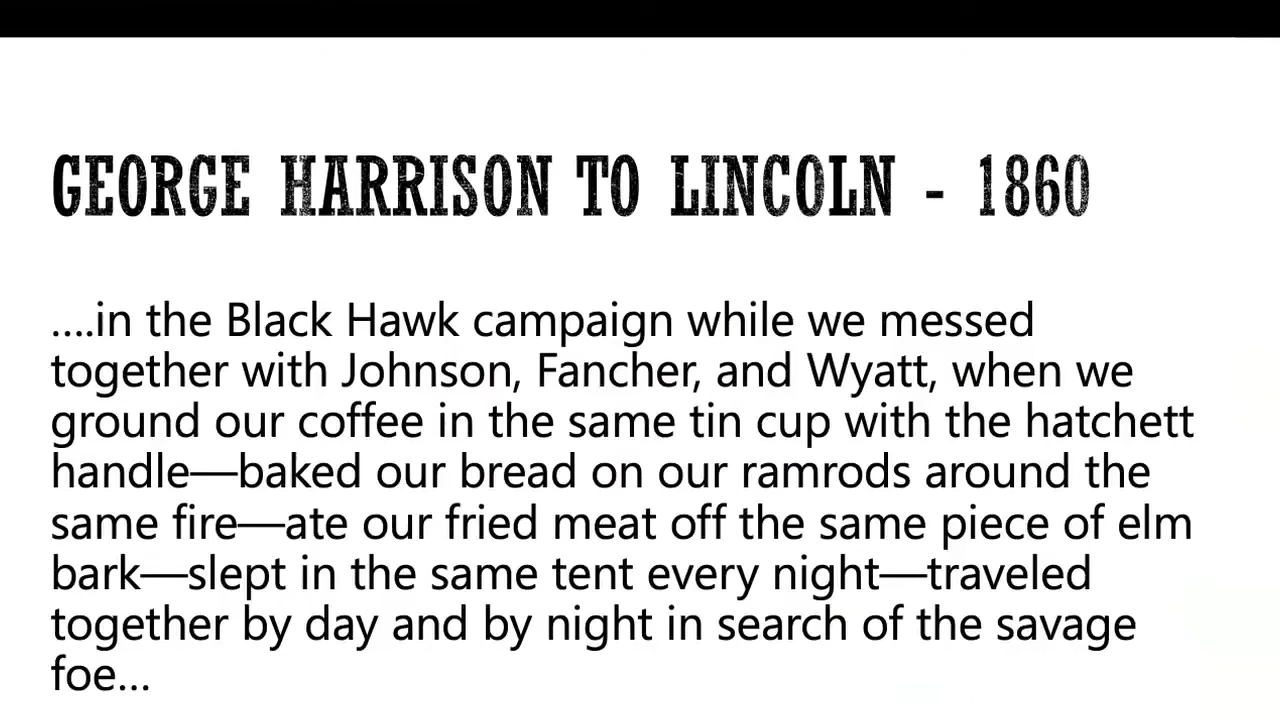 GEORGE HARRISON TO LINCOLN - 1860
….in the Black Hawk campaign while we messed
together with Johnson, Fancher, and Wyatt, when we
ground our coffee in the same tin cup with the hatchett
handle—baked our bread on our ramrods around the
same fire—ate our fried meat off the same piece of elm
bark—slept in the same tent every night—traveled
together by day and by night in search of the savage
foe…